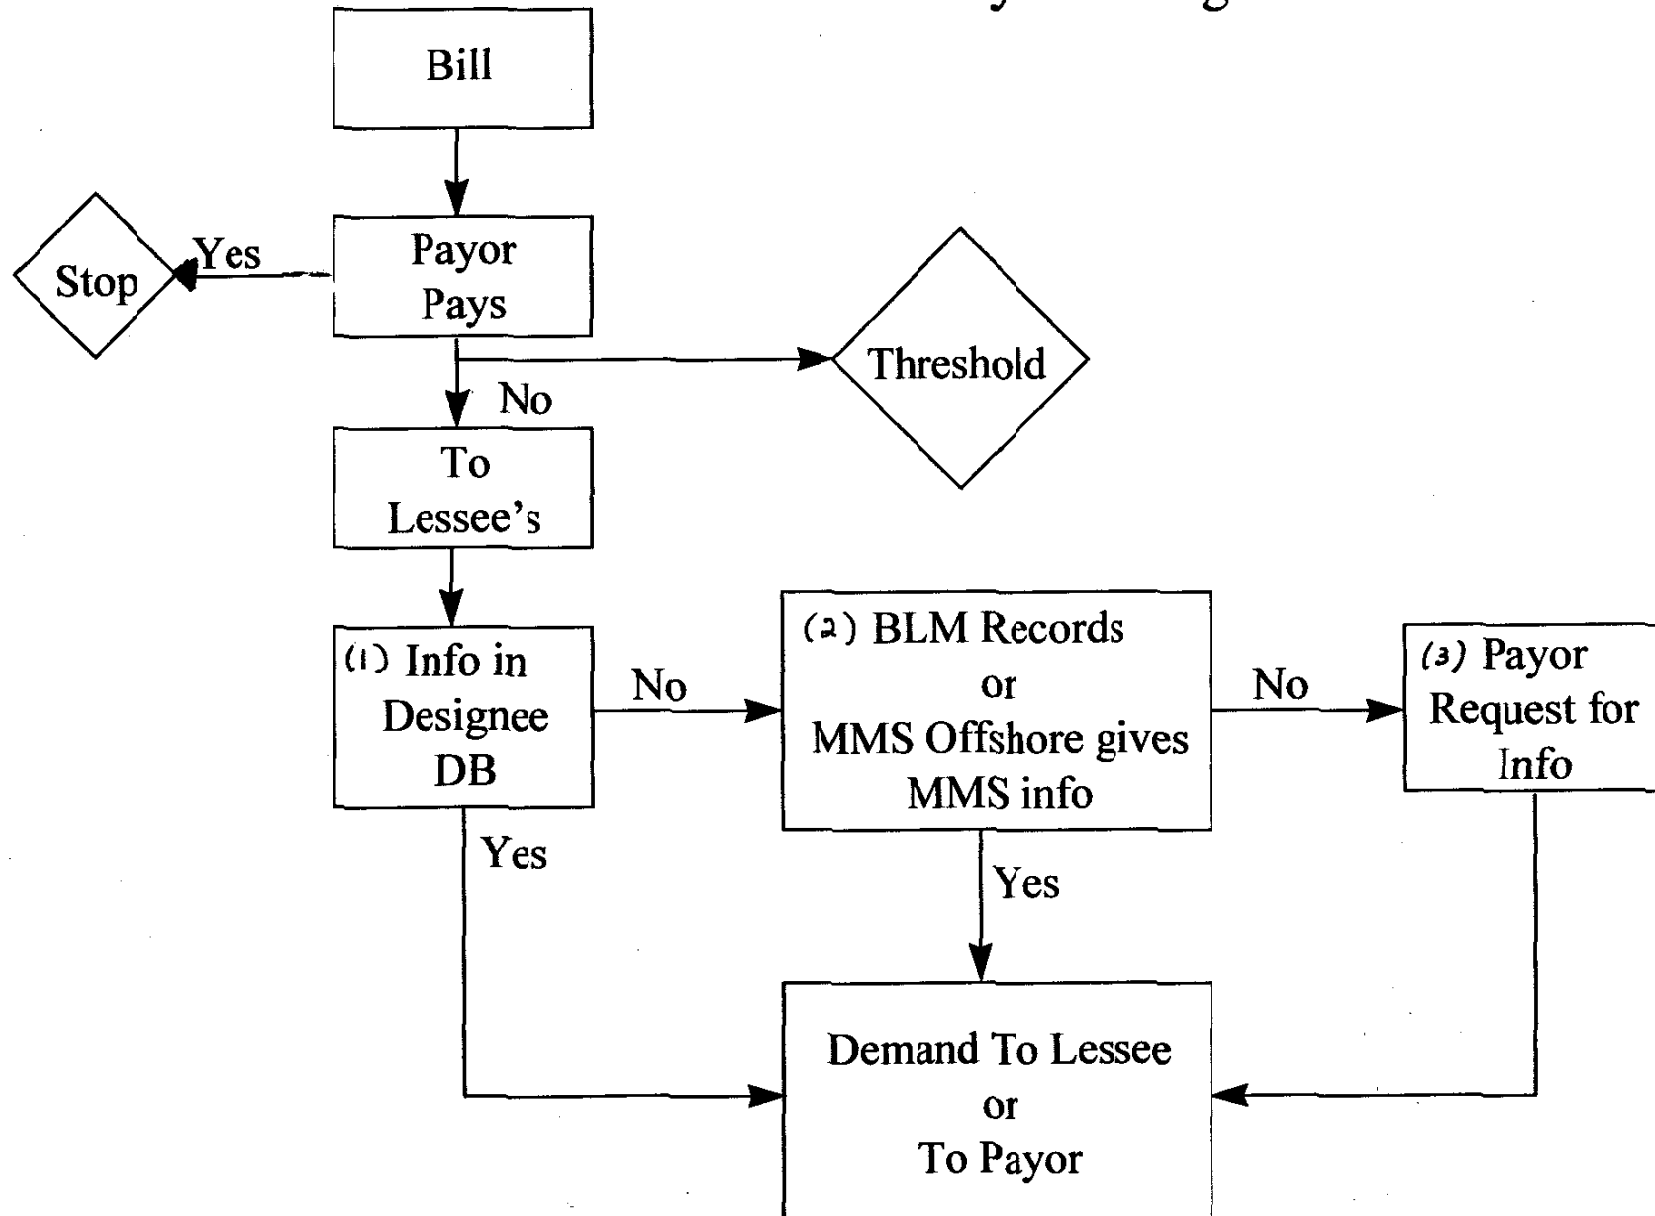 Bill
Yes
Stop
Payor
Pays
Threshold
No
To
Lessee's
(1) Info in
Designee
DB
No
(2) BLM Records
or
MMS Offshore gives
MMS info
No
(3) Payor
Request for
Info
Yes
Yes
Demand To Lessee
or
To Payor